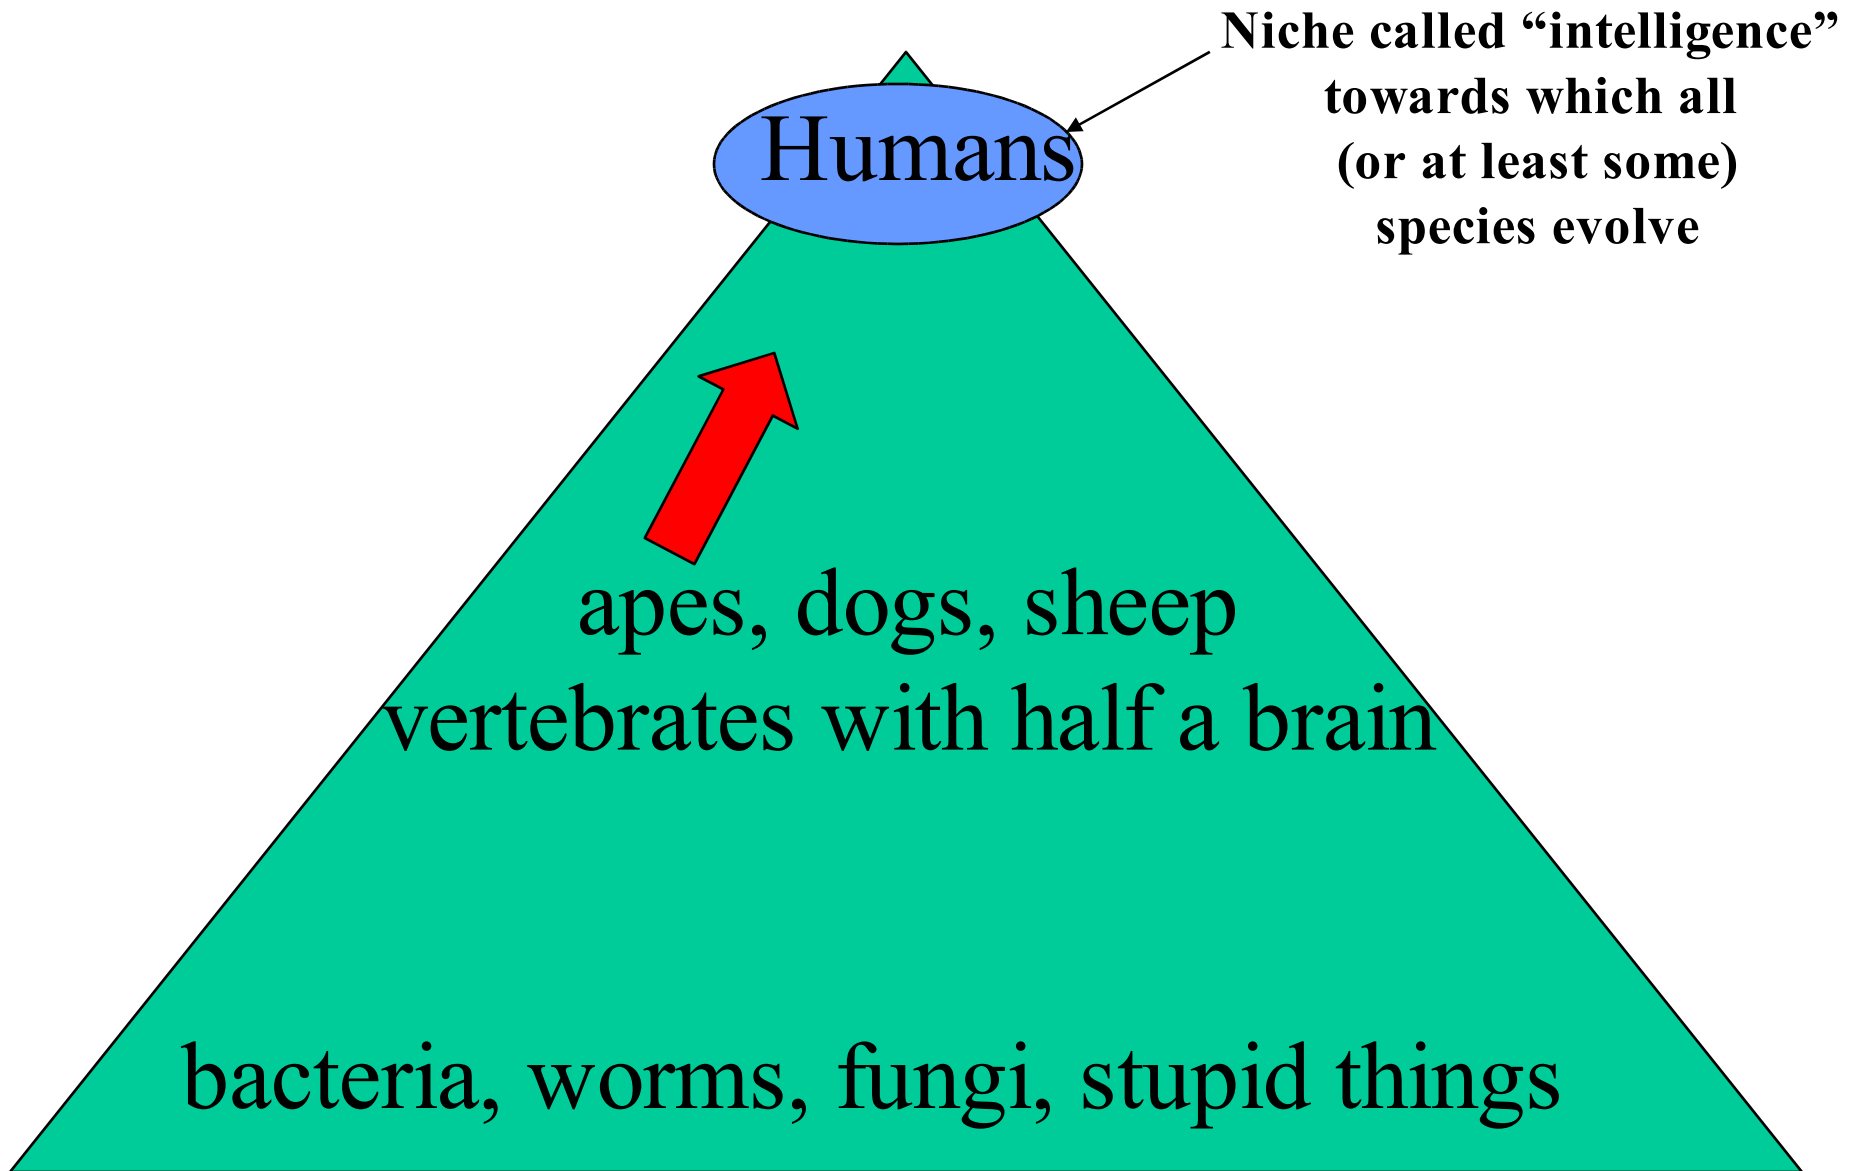 Niche called “intelligence”
towards which all
(or at least some)
species evolve
Humans
apes, dogs, sheep
vertebrates with half a brain
bacteria, worms, fungi, stupid things